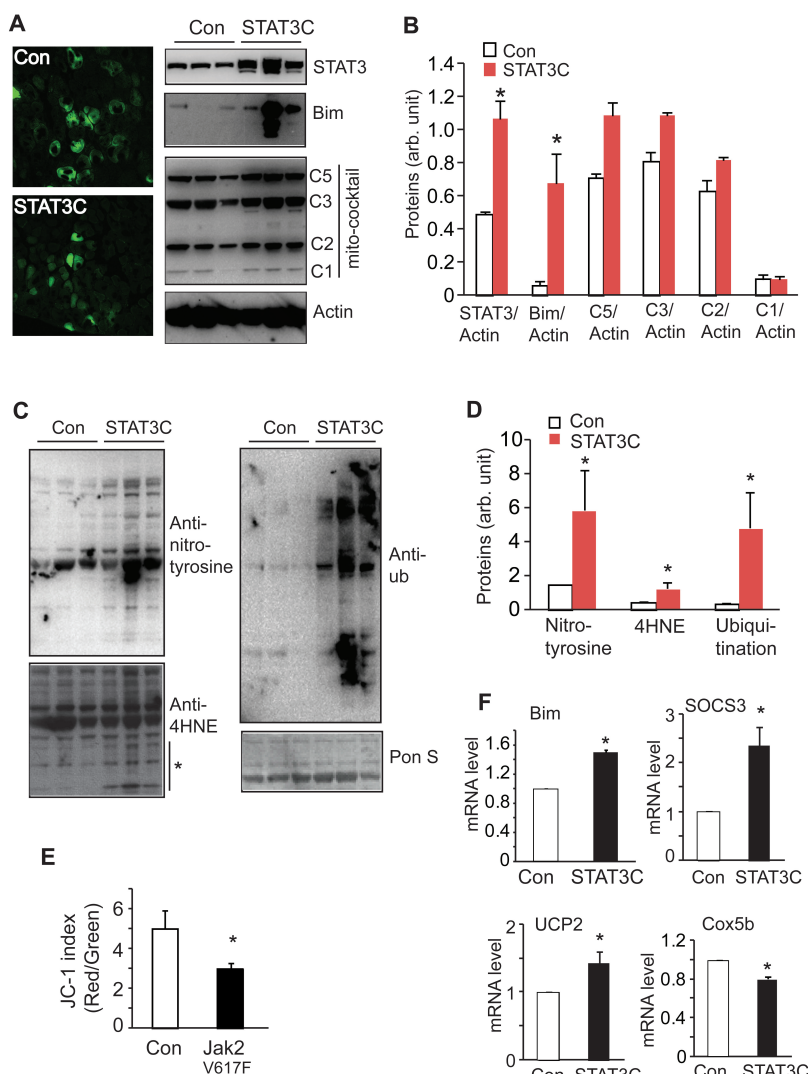 A
Con
STAT3C
Con STAT3C
STAT3
Bim
C5
C3
C2
C1
mito-cocktail
Actin
B
Con
STAT3C
Proteins (arb. unit)
1.4
1.2
1.0
0.8
0.6
0.4
0.2
0
*
*
STAT3/ Bim/ C5/ C3/ C2/ C1/
Actin Actin Actin Actin Actin Actin
C
Con STAT3C
Anti-
nitro-
tyrosine
Anti-
4HNE
*
Con STAT3C
Anti-
ub
Pon S
D
Con
STAT3C
Proteins (arb. unit)
10
8
6
4
2
0
*
*
*
Nitro- 4HNE Ubiqui-
tyrosine tination
E
JC-1 index
(Red/Green)
6
4
2
0
*
Con Jak2
V617F
F
Bim
mRNA level
1.6
1.2
0.8
0.4
0
*
Con STAT3C
SOCS3
mRNA level
3
2
1
0
*
Con STAT3C
UCP2
mRNA level
2
1
0
*
Con STAT3C
Cox5b
mRNA level
1.2
0.8
0.4
0
*
Con STAT3C